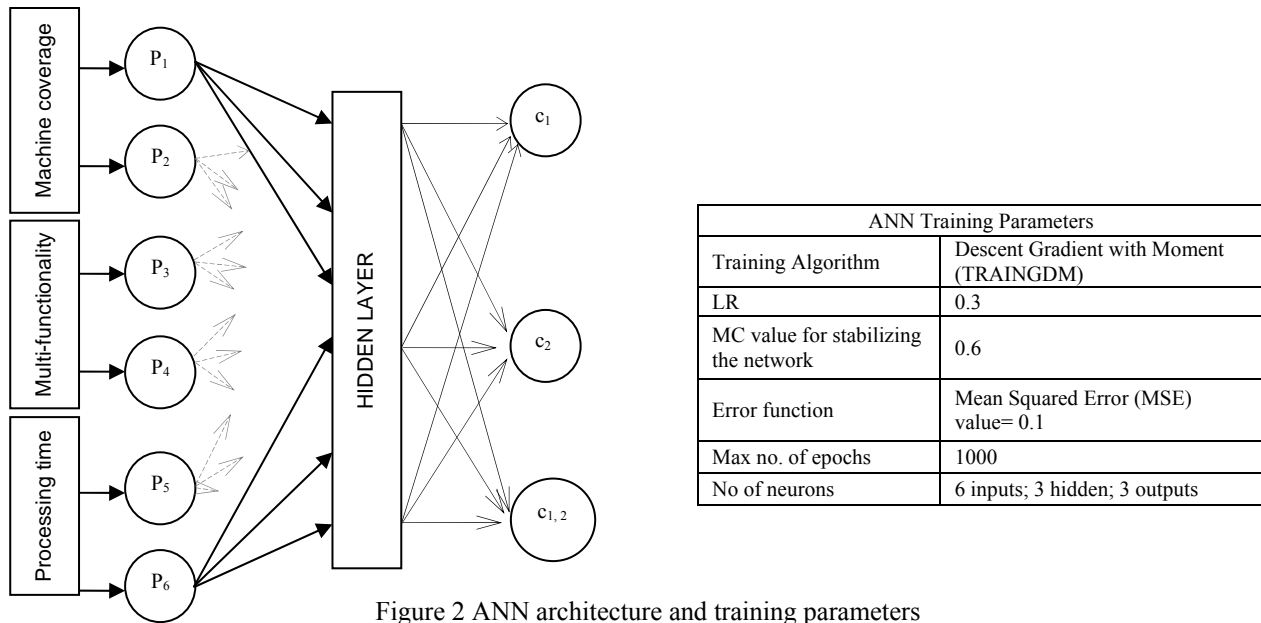 Machine coverage
Multi-functionality
Processing time
P1
P2
P3
P4
P5
P6
HIDDEN LAYER
c1
c2
c1, 2
ANN Training Parameters
Training Algorithm
Descent Gradient with Moment
(TRAINGDM)
LR
0.3
MC value for stabilizing
the network
0.6
Error function
Mean Squared Error (MSE)
value= 0.1
Max no. of epochs
1000
No of neurons
6 inputs; 3 hidden; 3 outputs
Figure 2 ANN architecture and training parameters